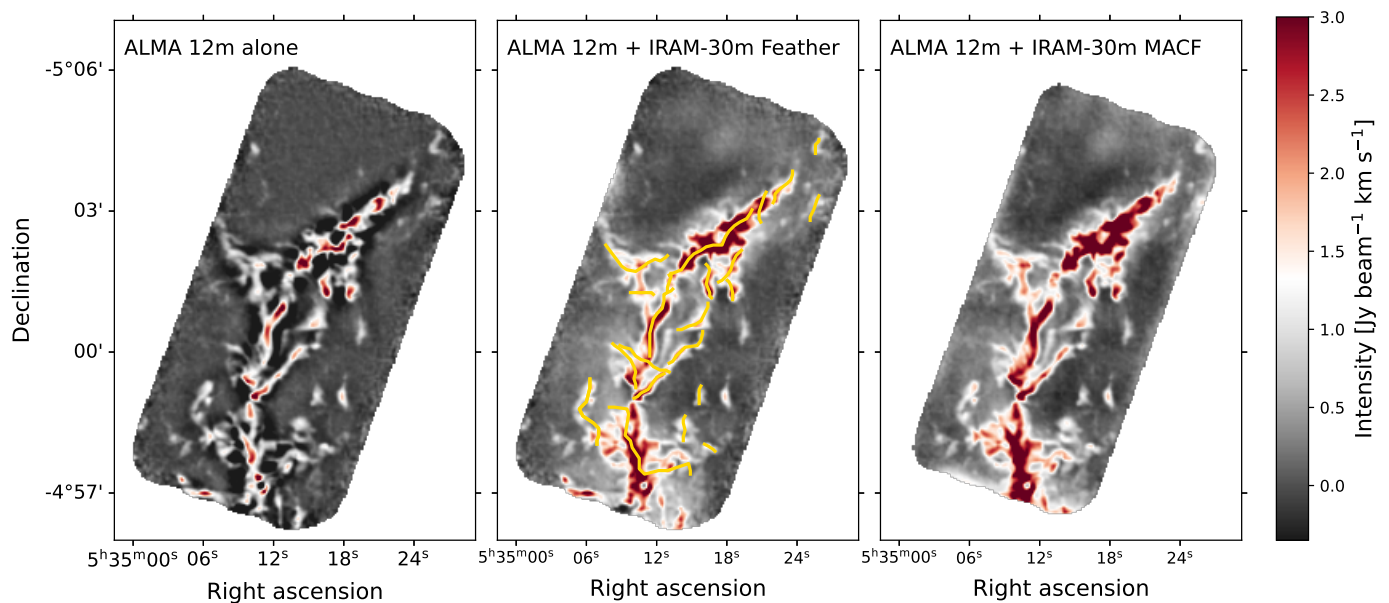 ALMA 12m alone
ALMA 12m + IRAM-30m Feather
ALMA 12m + IRAM-30m MACF
-5°06'
03'
00'
-4°57'
Declination
5ʰ35ᵐ00ˢ 06ˢ 12ˢ 18ˢ 24ˢ
5ʰ35ᵐ00ˢ 06ˢ 12ˢ 18ˢ 24ˢ
5ʰ35ᵐ00ˢ 06ˢ 12ˢ 18ˢ 24ˢ
Right ascension
Right ascension
Right ascension
3.0
2.5
2.0
1.5
1.0
0.5
0.0
Intensity [Jy beam⁻¹ km s⁻¹]